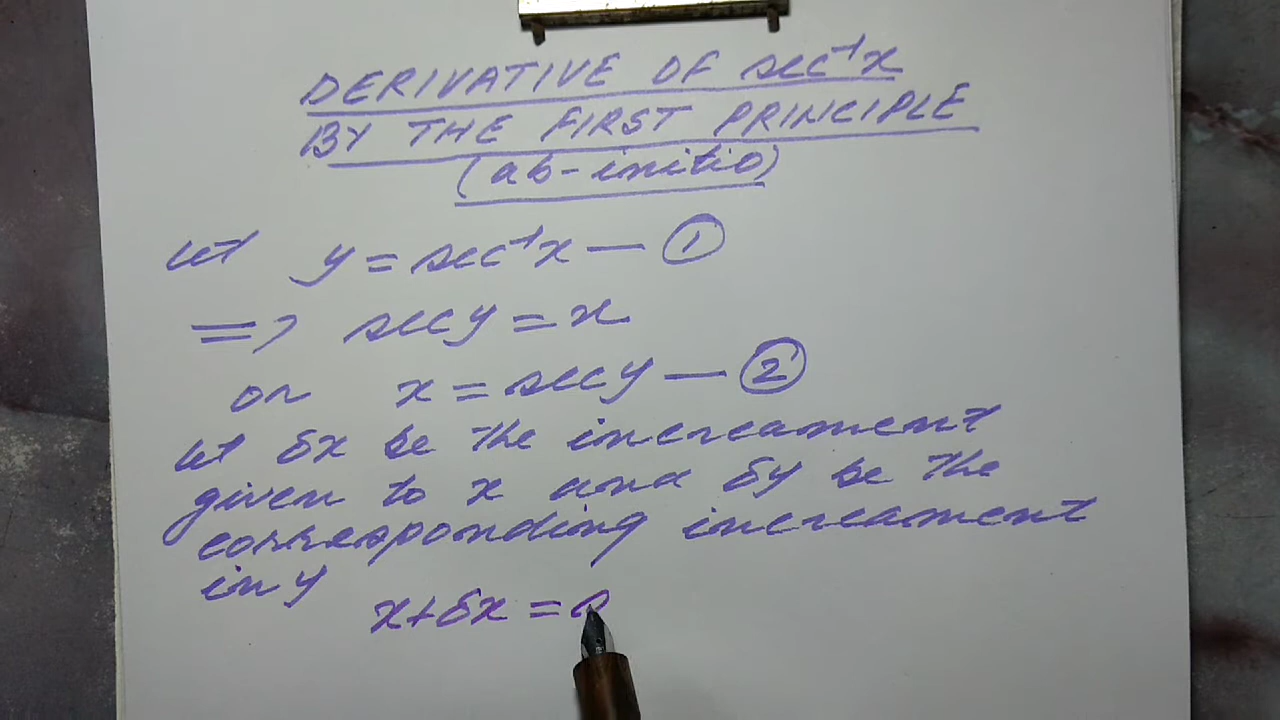 DERIVATIVE OF sec⁻¹x
BY THE FIRST PRINCIPLE
(ab-initio)
Let y = sec⁻¹x — ①
=> sec y = x
or x = sec y — ②
Let δx be the increament
given to x and δy be the
corresponding increament
in y
x+δx = s